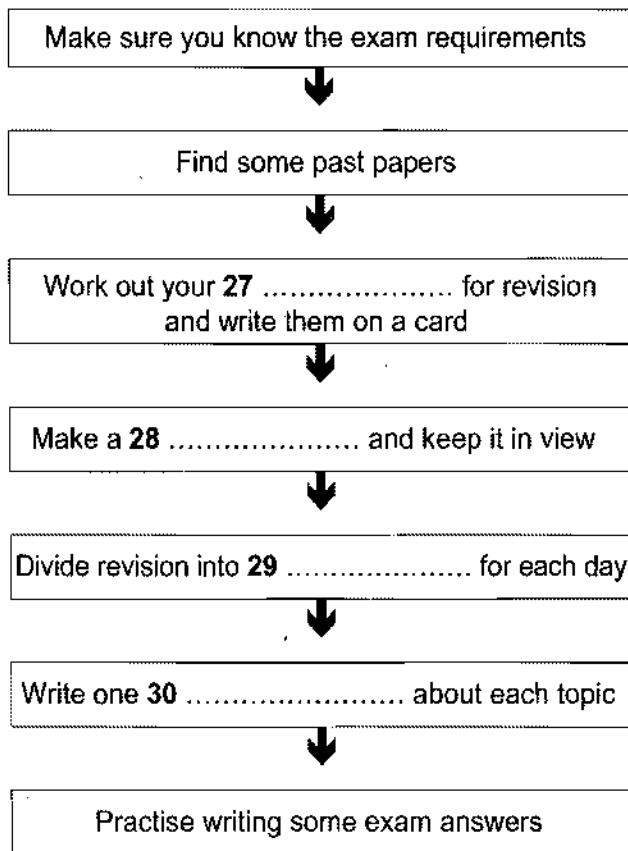 Make sure you know the exam requirements
Find some past papers
Work out your 27 ...................... for revision
and write them on a card
Make a 28 ...................... and keep it in view
Divide revision into 29 ...................... for each day
Write one 30 ......................... about each topic
Practise writing some exam answers